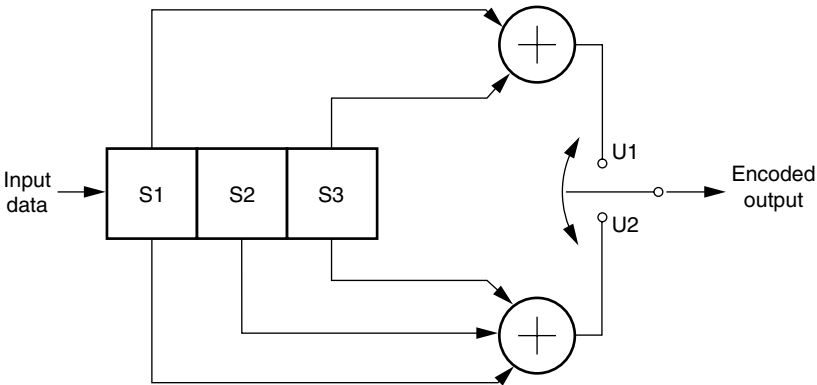 U1
Input
data
S1
S2
S3
Encoded
output
U2